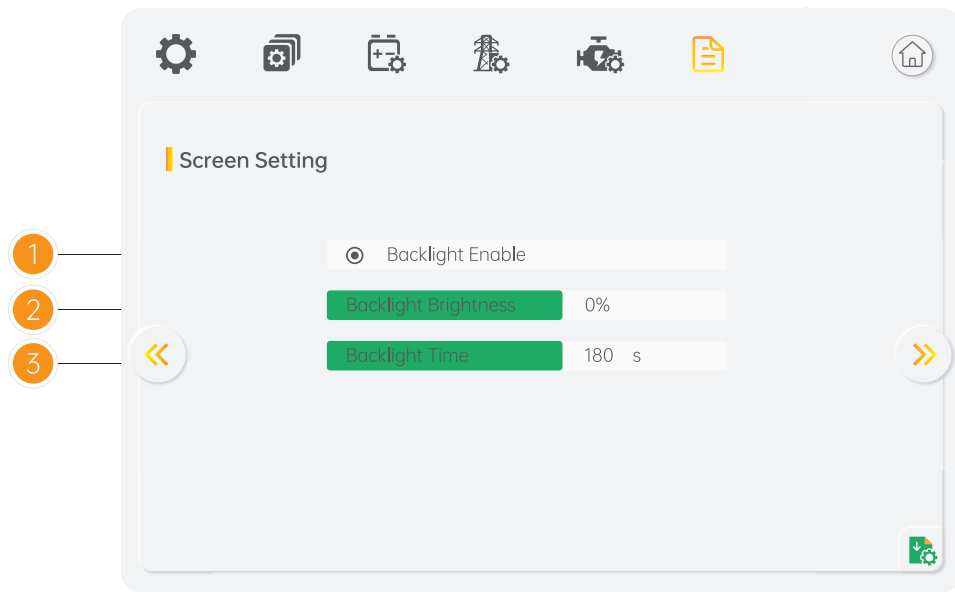 Screen Setting
1
Backlight Enable
2
Backlight Brightness 0%
3
Backlight Time 180 s